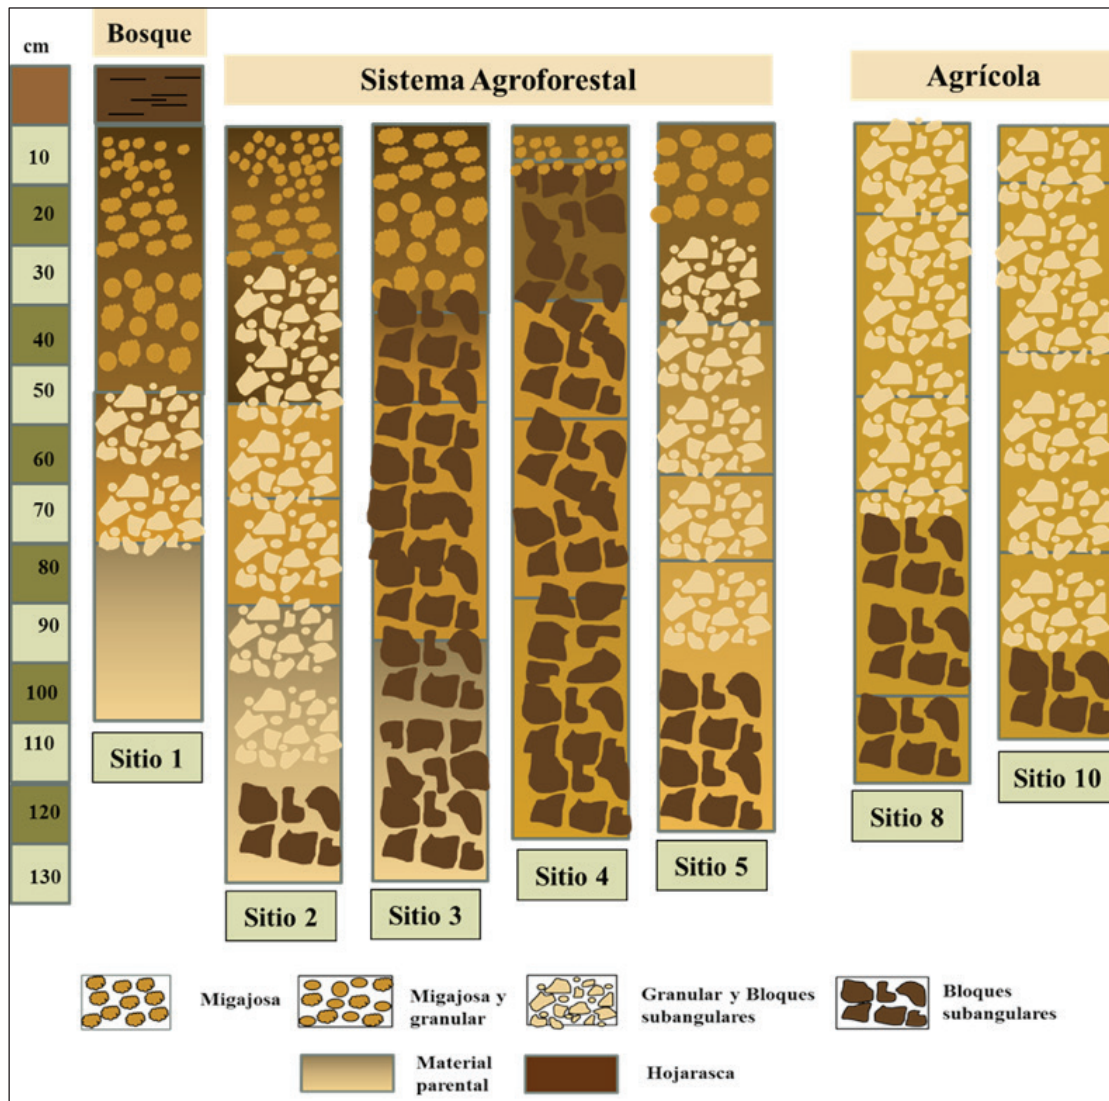 Bosque
cm
Sistema Agroforestal
Agrícola
10
20
30
40
50
60
70
80
90
100
110
120
130
Sitio 1
Sitio 2
Sitio 3
Sitio 4
Sitio 5
Sitio 8
Sitio 10
Migajosa
Migajosa y
granular
Granular y Bloques
subangulares
Bloques
subangulares
Material
parental
Hojarasca